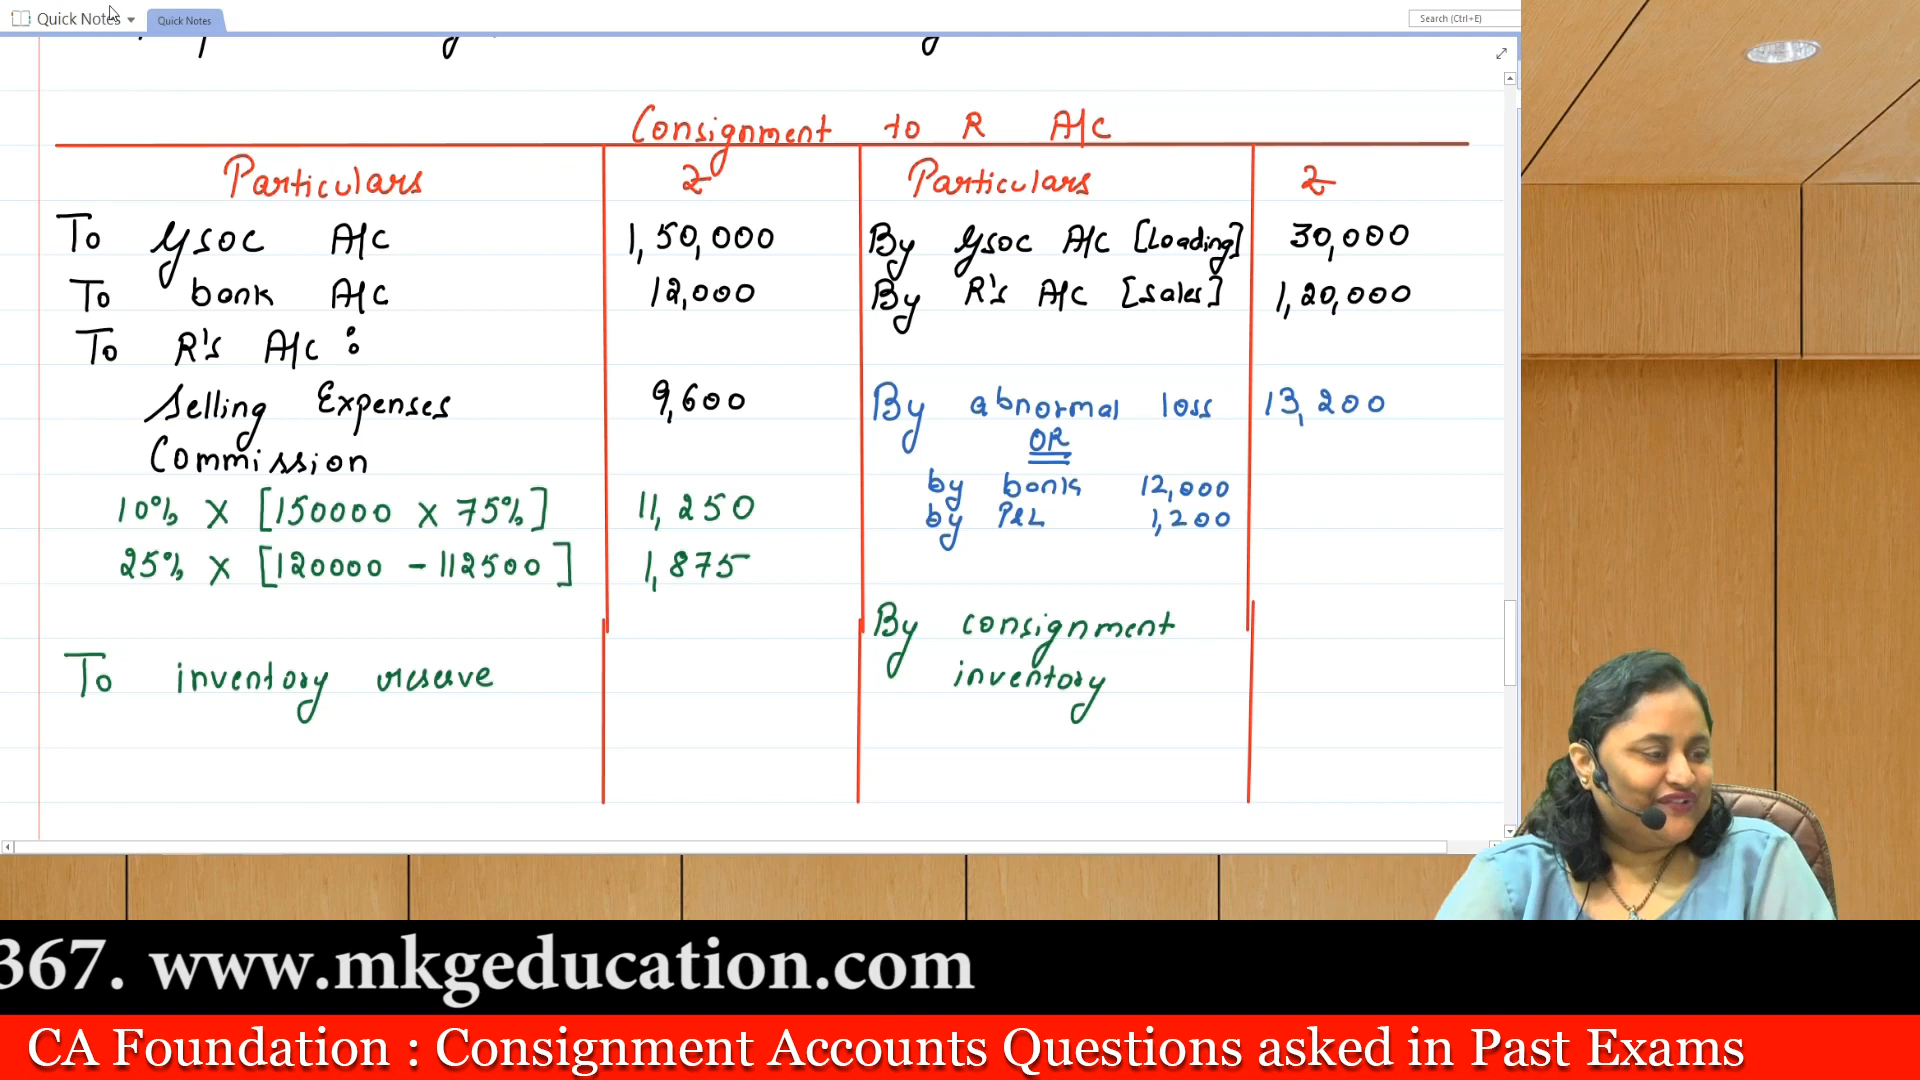 Quick Notes
Quick Notes
Search (Ctrl+E)
Consignment to R A/C
Particulars ₹ Particulars ₹
To GSOC A/C 1,50,000 By GSOC A/C [Loading] 30,000
To bank A/C 12,000 By R's A/C [Sales] 1,20,000
To R's A/C :
Selling Expenses 9,600 By abnormal loss 13,200
OR
Commission
by bank 12,000
10% x [150000 x 75%] 11,250
by P&L 1,200
25% x [120000 - 112500] 1,875
By consignment
To inventory reserve
inventory
367. www.mkgeducation.com
CA Foundation : Consignment Accounts Questions asked in Past Exams